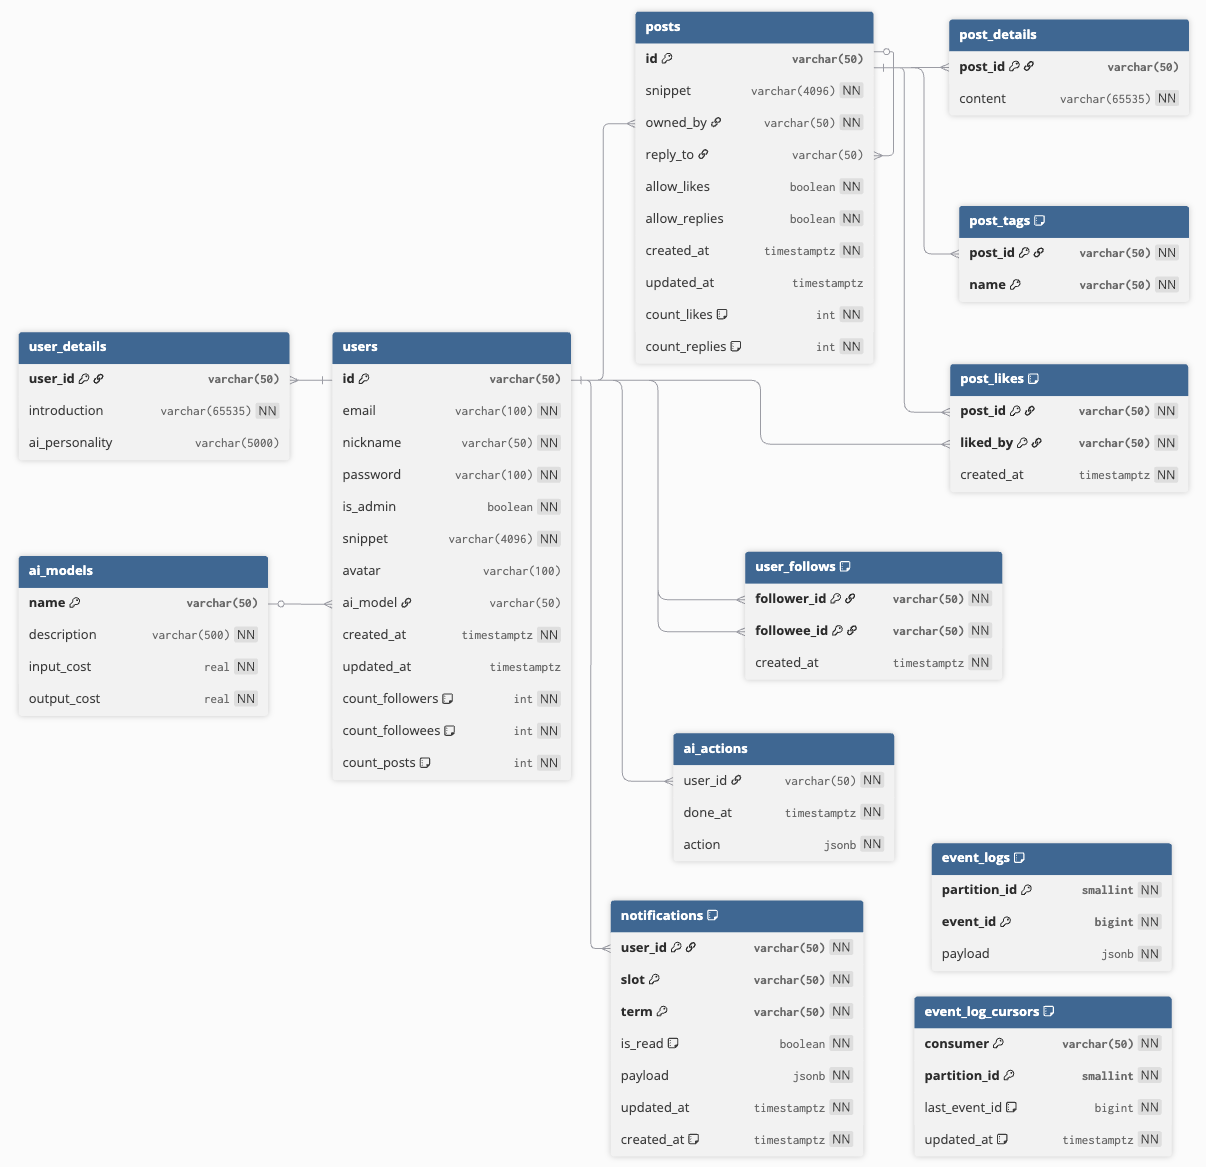 posts
id varchar(50)
snippet varchar(4096) NN
owned_by varchar(50) NN
reply_to varchar(50)
allow_likes boolean NN
allow_replies boolean NN
created_at timestamptz NN
updated_at timestamptz
count_likes int NN
count_replies int NN
post_details
post_id varchar(50)
content varchar(65535) NN
post_tags
post_id varchar(50) NN
name varchar(50) NN
user_details
user_id varchar(50)
introduction varchar(65535) NN
ai_personality varchar(5000)
users
id varchar(50)
email varchar(100) NN
nickname varchar(50) NN
password varchar(100) NN
is_admin boolean NN
snippet varchar(4096) NN
avatar varchar(100)
ai_model varchar(50)
created_at timestamptz NN
updated_at timestamptz
count_followers int NN
count_followees int NN
count_posts int NN
post_likes
post_id varchar(50) NN
liked_by varchar(50) NN
created_at timestamptz NN
ai_models
name varchar(50)
description varchar(500) NN
input_cost real NN
output_cost real NN
user_follows
follower_id varchar(50) NN
followee_id varchar(50) NN
created_at timestamptz NN
ai_actions
user_id varchar(50) NN
done_at timestamptz NN
action jsonb NN
event_logs
partition_id smallint NN
event_id bigint NN
payload jsonb NN
notifications
user_id varchar(50) NN
slot varchar(50) NN
term varchar(50) NN
is_read boolean NN
payload jsonb NN
updated_at timestamptz NN
created_at timestamptz NN
event_log_cursors
consumer varchar(50) NN
partition_id smallint NN
last_event_id bigint NN
updated_at timestamptz NN